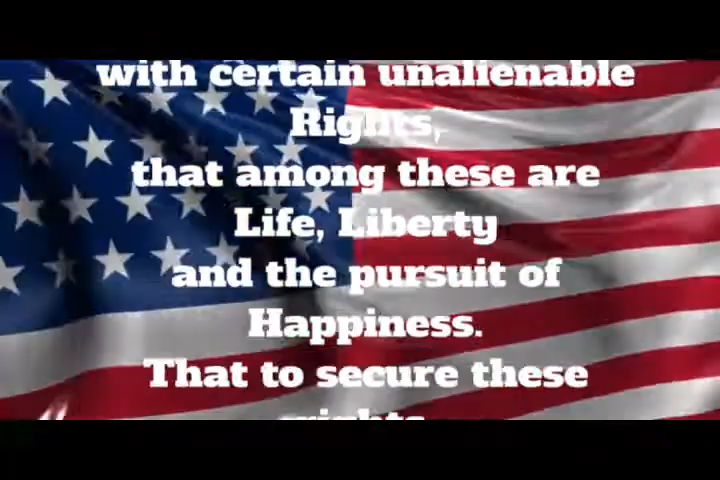 with certain unalienable
Rights,
that among these are
Life, Liberty
and the pursuit of
Happiness.
That to secure these
rights,